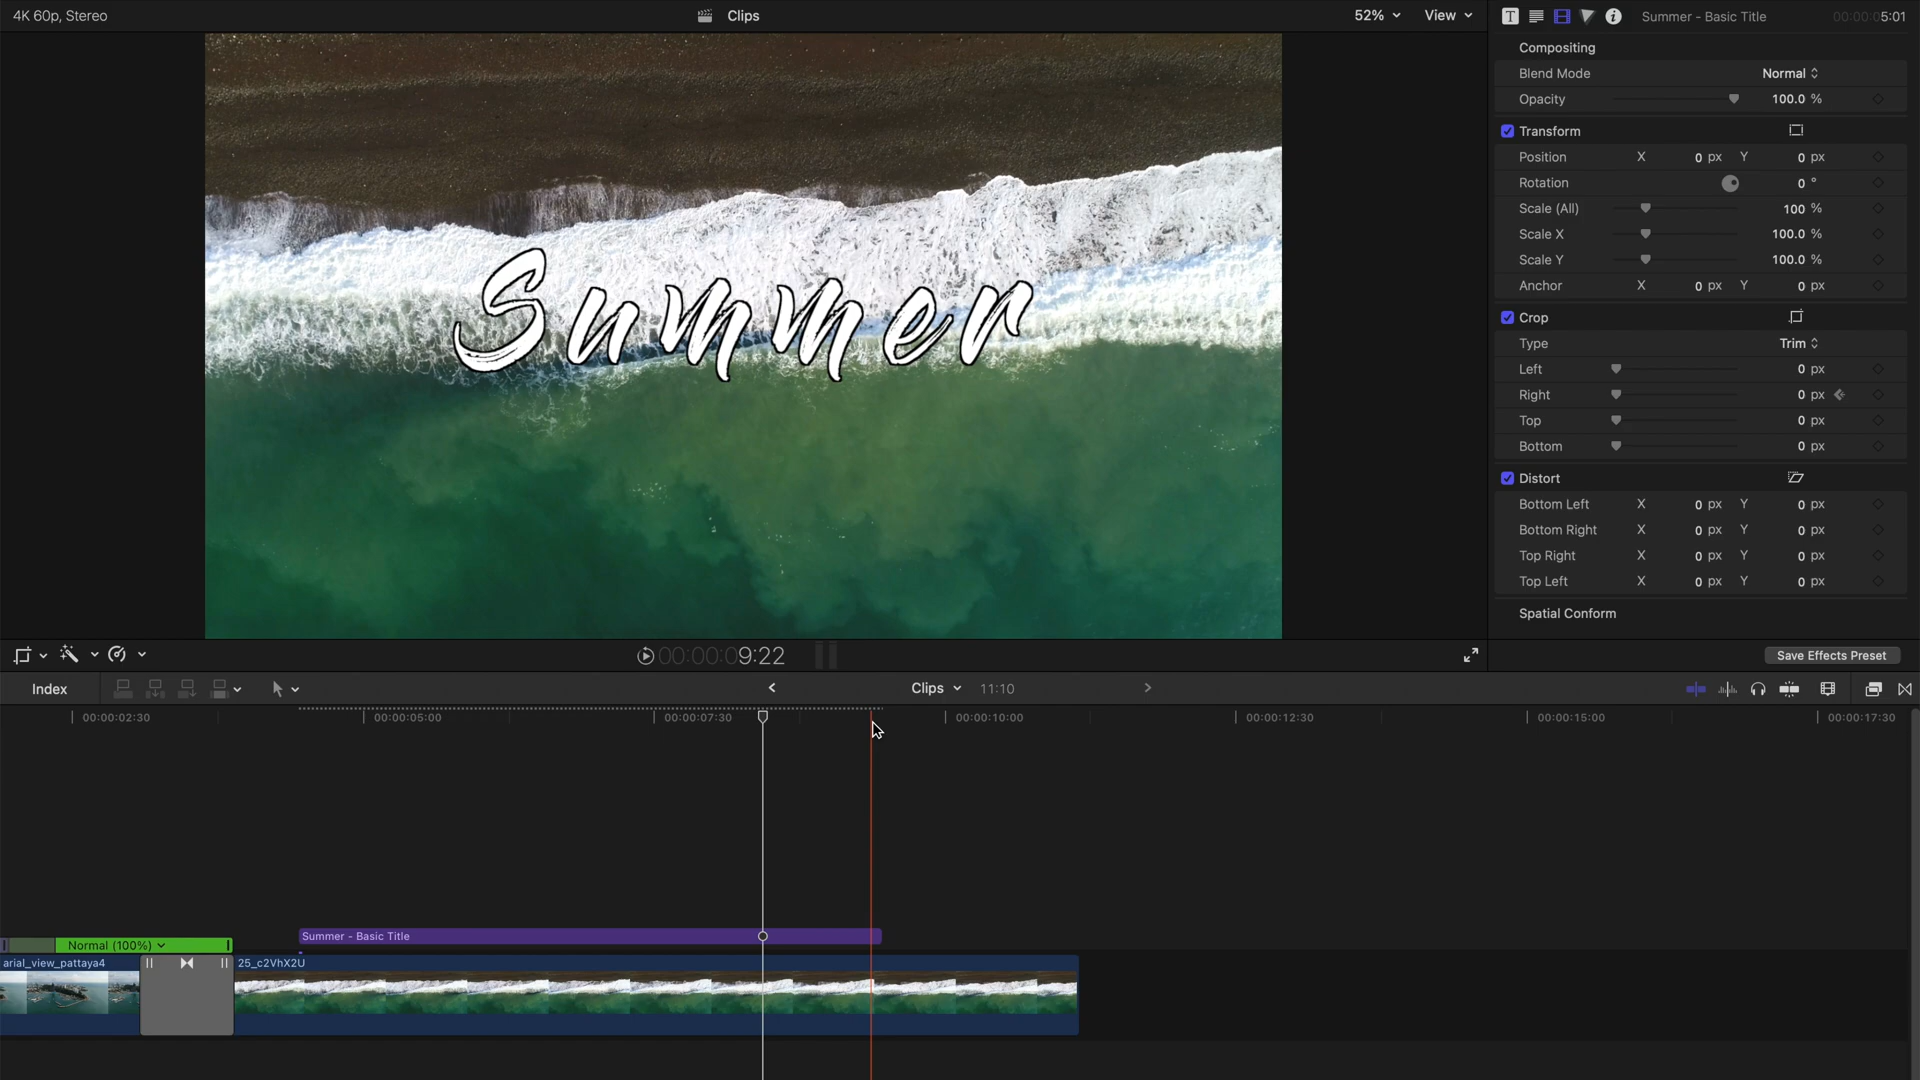 4K 60p, Stereo
Clips
52%
View
T
Summer - Basic Title
00:00:05:01
Compositing
Blend Mode Normal
Opacity 100.0 %
Transform
Position X 0 px Y 0 px
Rotation 0 °
Scale (All) 100 %
Scale X 100.0 %
Scale Y 100.0 %
Anchor X 0 px Y 0 px
Crop
Type Trim
Left 0 px
Right 0 px
Top 0 px
Bottom 0 px
Distort
Bottom Left X 0 px Y 0 px
Bottom Right X 0 px Y 0 px
Top Right X 0 px Y 0 px
Top Left X 0 px Y 0 px
Spatial Conform
Save Effects Preset
Summer
00:00:09:22
Index
Clips 11:10
00:00:02:30 00:00:05:00 00:00:07:30 00:00:10:00 00:00:12:30 00:00:15:00 00:00:17:30
Summer - Basic Title
Normal (100%)
arial_view_pattaya4
25_c2VhX2U